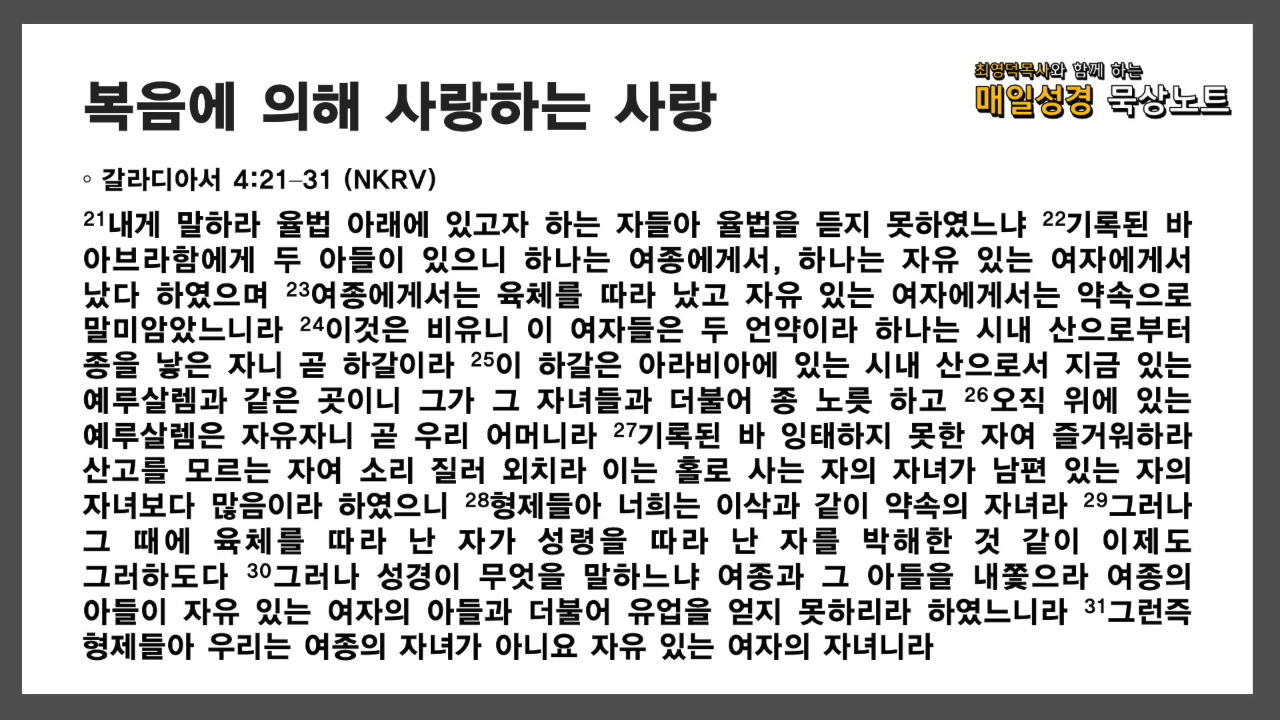 최영덕목사와 함께 하는
매일성경 묵상노트
복음에 의해 사랑하는 사랑
◦ 갈라디아서 4:21–31 (NKRV)
21내게 말하라 율법 아래에 있고자 하는 자들아 율법을 듣지 못하였느냐 22기록된 바
아브라함에게 두 아들이 있으니 하나는 여종에게서, 하나는 자유 있는 여자에게서
났다 하였으며 23여종에게서는 육체를 따라 났고 자유 있는 여자에게서는 약속으로
말미암았느니라 24이것은 비유니 이 여자들은 두 언약이라 하나는 시내 산으로부터
종을 낳은 자니 곧 하갈이라 25이 하갈은 아라비아에 있는 시내 산으로서 지금 있는
예루살렘과 같은 곳이니 그가 그 자녀들과 더불어 종 노릇 하고 26오직 위에 있는
예루살렘은 자유자니 곧 우리 어머니라 27기록된 바 잉태하지 못한 자여 즐거워하라
산고를 모르는 자여 소리 질러 외치라 이는 홀로 사는 자의 자녀가 남편 있는 자의
자녀보다 많음이라 하였으니 28형제들아 너희는 이삭과 같이 약속의 자녀라 29그러나
그 때에 육체를 따라 난 자가 성령을 따라 난 자를 박해한 것 같이 이제도
그러하도다 30그러나 성경이 무엇을 말하느냐 여종과 그 아들을 내쫓으라 여종의
아들이 자유 있는 여자의 아들과 더불어 유업을 얻지 못하리라 하였느니라 31그런즉
형제들아 우리는 여종의 자녀가 아니요 자유 있는 여자의 자녀니라